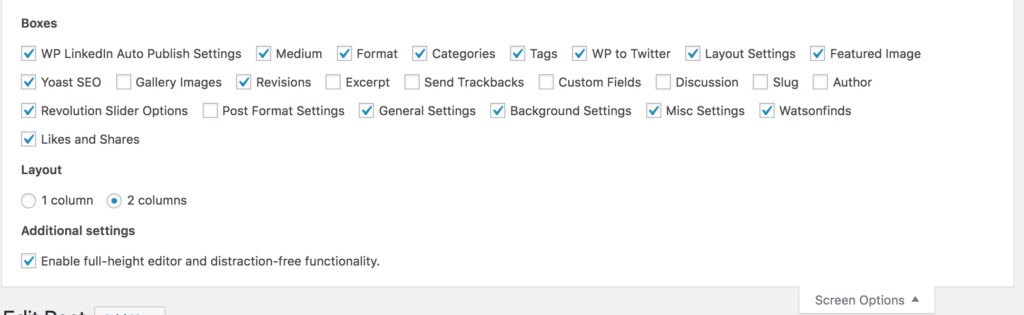 Boxes
WP LinkedIn Auto Publish Settings Medium Format Categories Tags WP to Twitter Layout Settings Featured Image
Yoast SEO Gallery Images Revisions Excerpt Send Trackbacks Custom Fields Discussion Slug Author
Revolution Slider Options Post Format Settings General Settings Background Settings Misc Settings Watsonfinds
Likes and Shares
Layout
1 column 2 columns
Additional settings
Enable full-height editor and distraction-free functionality.
Screen Options
Edit Post